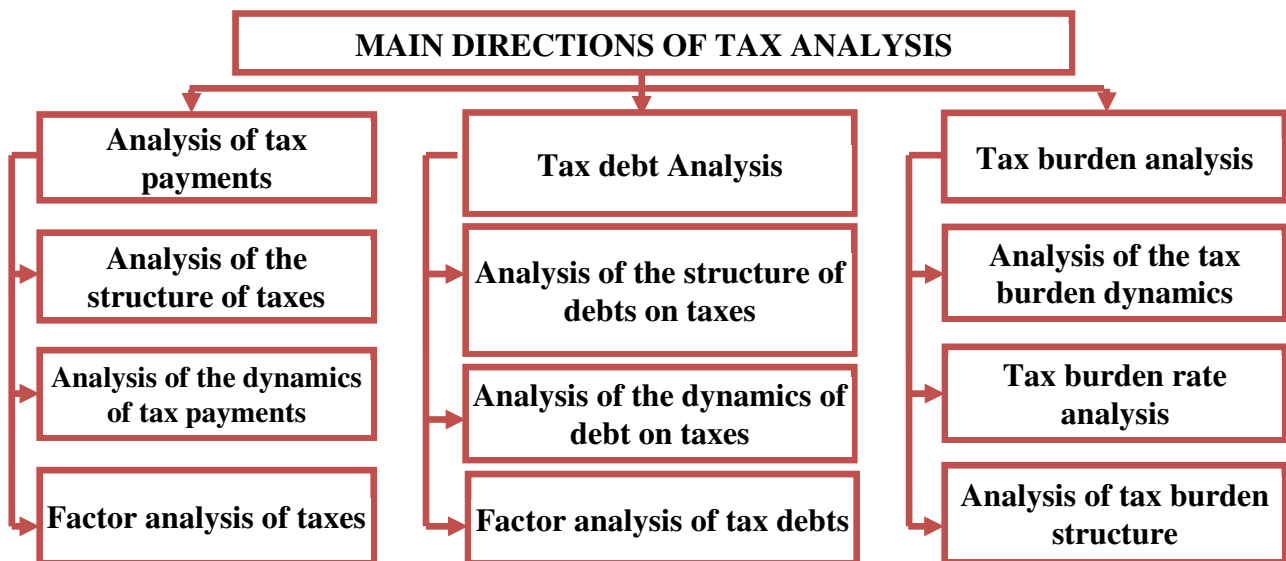 MAIN DIRECTIONS OF TAX ANALYSIS
Analysis of tax
payments
Analysis of the
structure of taxes
Analysis of the dynamics
of tax payments
Factor analysis of taxes
Tax debt Analysis
Analysis of the structure of
debts on taxes
Analysis of the dynamics of
debt on taxes
Factor analysis of tax debts
Tax burden analysis
Analysis of the tax
burden dynamics
Tax burden rate
analysis
Analysis of tax burden
structure